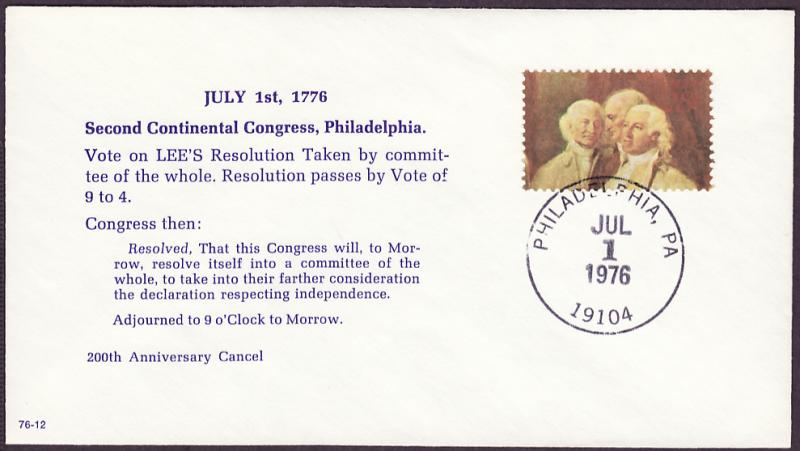 JULY 1st, 1776
Second Continental Congress, Philadelphia.
Vote on LEE'S Resolution Taken by commit-
tee of the whole. Resolution passes by Vote of
9 to 4.
Congress then:
Resolved, That this Congress will, to Mor-
row, resolve itself into a committee of the
whole, to take into their farther consideration
the declaration respecting independence.
Adjourned to 9 o'Clock to Morrow.
200th Anniversary Cancel
76-12
PHILADELPHIA, PA
JUL
1
1976
19104